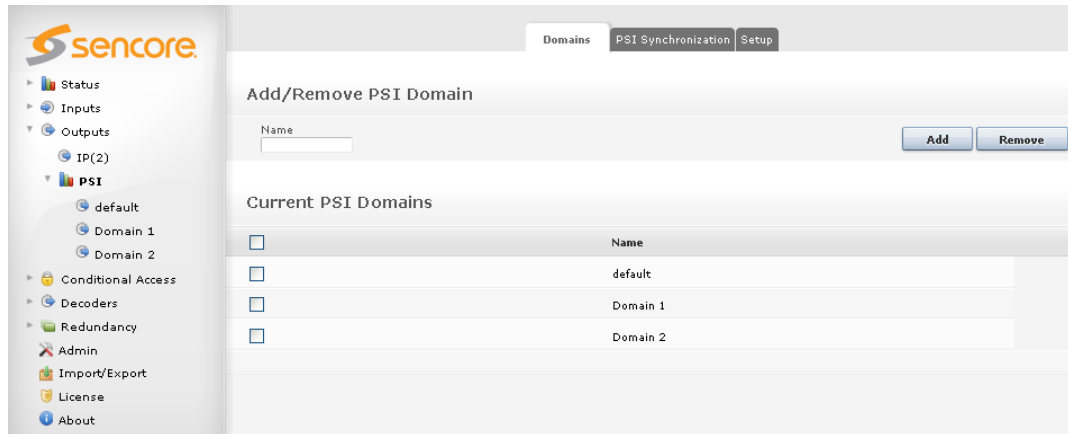 sencore
Status
Inputs
Outputs
IP(2)
PSI
default
Domain 1
Domain 2
Conditional Access
Decoders
Redundancy
Admin
Import/Export
License
About
Domains PSI Synchronization Setup
Add/Remove PSI Domain
Name
Add Remove
Current PSI Domains
Name
default
Domain 1
Domain 2